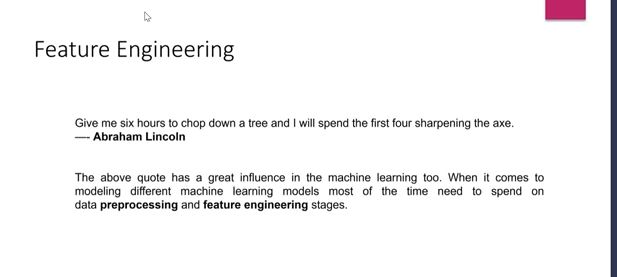 Feature Engineering
Give me six hours to chop down a tree and I will spend the first four sharpening the axe.
—- Abraham Lincoln
The above quote has a great influence in the machine learning too. When it comes to
modeling different machine learning models most of the time need to spend on
data preprocessing and feature engineering stages.